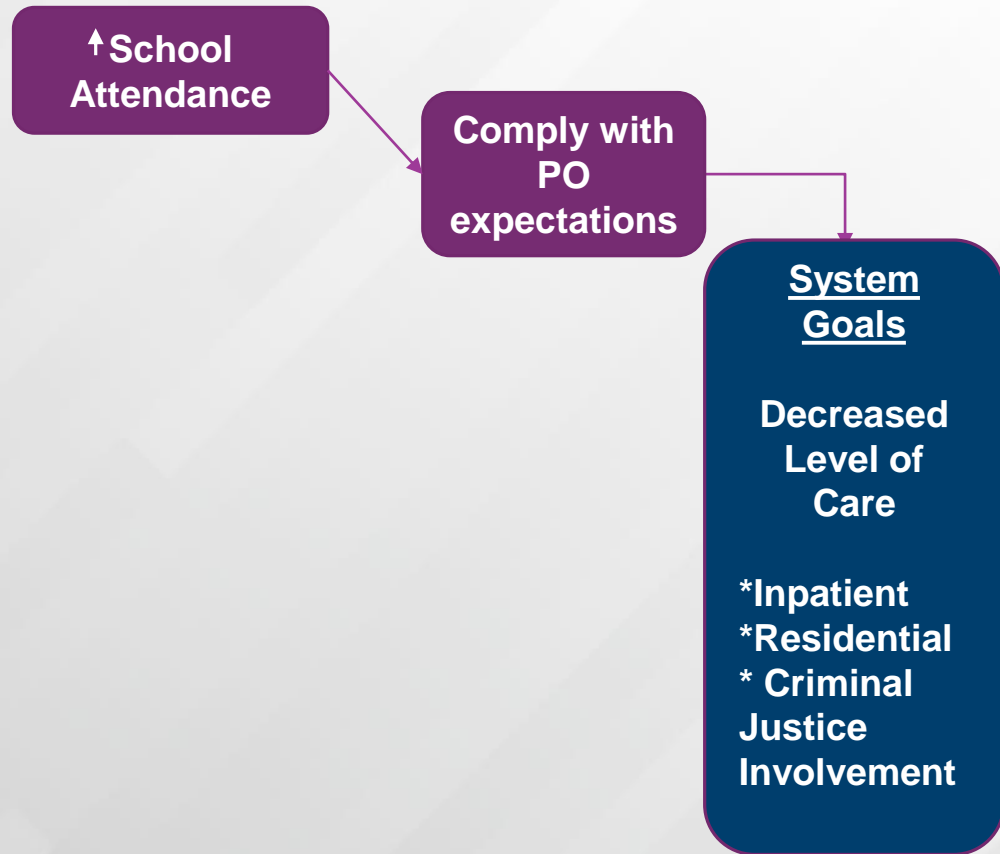 School
Attendance
Comply with
PO
expectations
System
Goals
Decreased
Level of
Care
*Inpatient
*Residential
* Criminal
Justice
Involvement